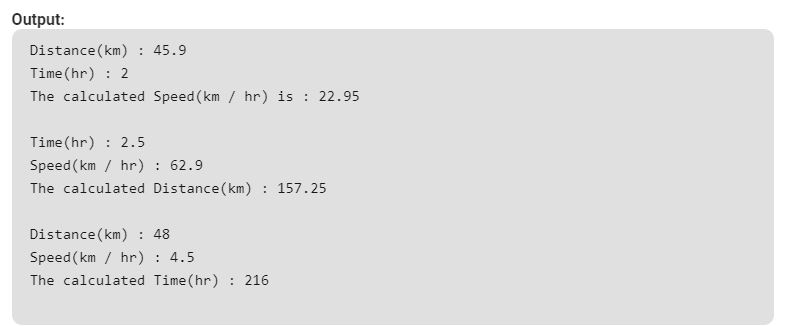 Output:
Distance(km) : 45.9
Time(hr) : 2
The calculated Speed(km / hr) is : 22.95
Time(hr) : 2.5
Speed(km / hr) : 62.9
The calculated Distance(km) : 157.25
Distance(km) : 48
Speed(km / hr) : 4.5
The calculated Time(hr) : 216